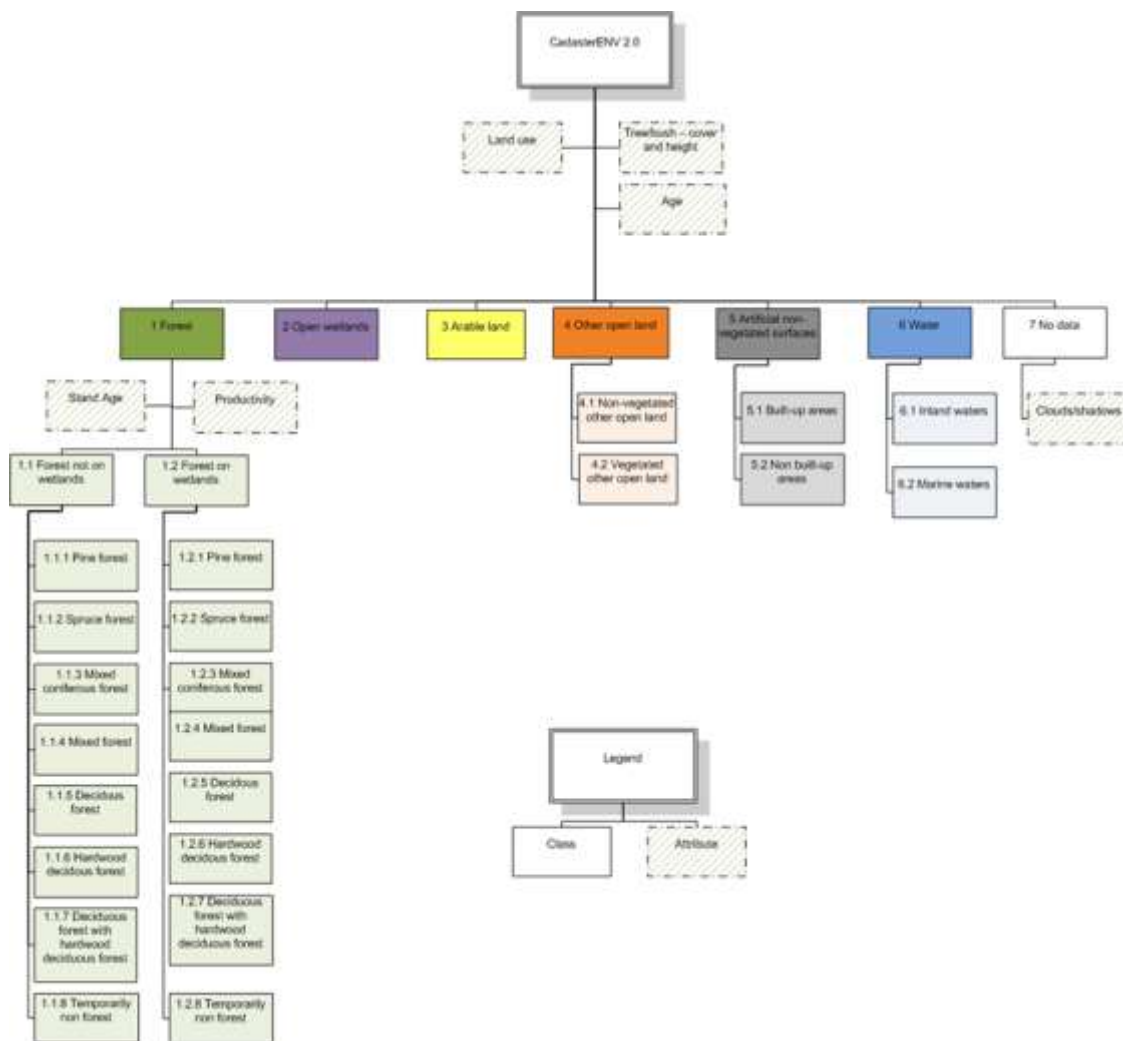 CadasterENV 2.0
Land use
Tree/bush – cover
and height
Age
1 Forest
2 Open wetlands
3 Arable land
4 Other open land
5 Artificial non-
vegetated surfaces
6 Water
7 No data
Stand Age
Productivity
4.1 Non-vegetated
other open land
5.1 Built-up areas
6.1 Inland waters
Clouds/shadows
4.2 Vegetated
other open land
5.2 Non built-up
areas
6.2 Marine waters
1.1 Forest not on
wetlands
1.2 Forest on
wetlands
1.1.1 Pine forest
1.2.1 Pine forest
1.1.2 Spruce forest
1.2.2 Spruce forest
1.1.3 Mixed
coniferous forest
1.2.3 Mixed
coniferous forest
1.1.4 Mixed forest
1.2.4 Mixed forest
1.1.5 Decidous
forest
1.2.5 Decidous
forest
1.1.6 Hardwood
decidous forest
1.2.6 Hardwood
decidous forest
1.1.7 Deciduous
forest with
hardwood
deciduous forest
1.2.7 Deciduous
forest with
hardwood
deciduous forest
1.1.8 Temporarily
non forest
1.2.8 Temporarily
non forest
Legend
Class
Attribute